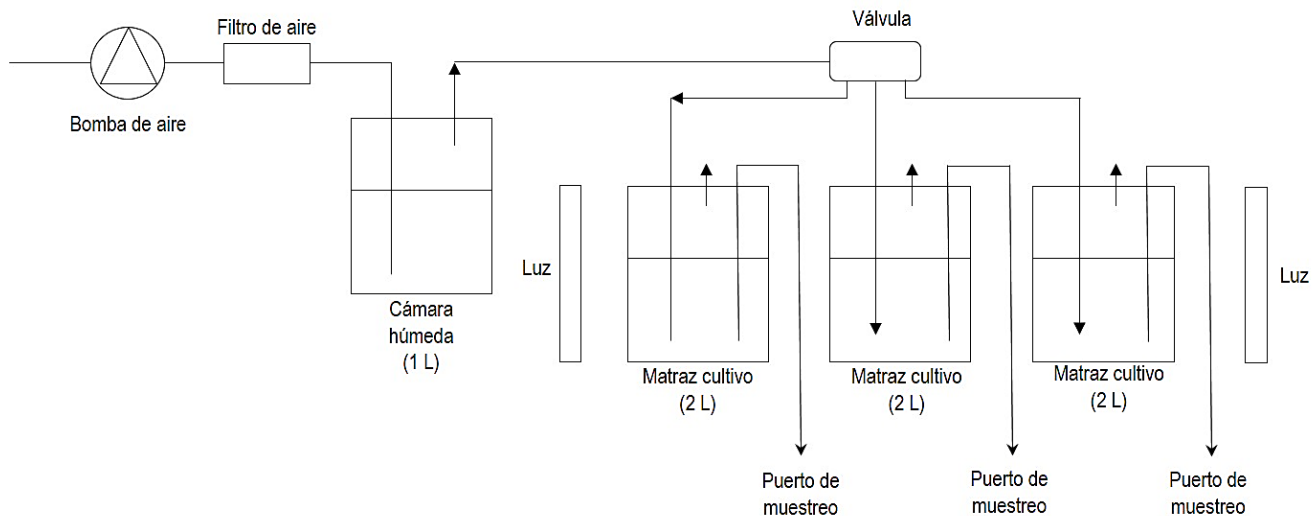 Filtro de aire
Válvula
Bomba de aire
Luz
Luz
Cámara
húmeda
(1 L)
Matraz cultivo
(2 L)
Matraz cultivo
(2 L)
Matraz cultivo
(2 L)
Puerto de
muestreo
Puerto de
muestreo
Puerto de
muestreo